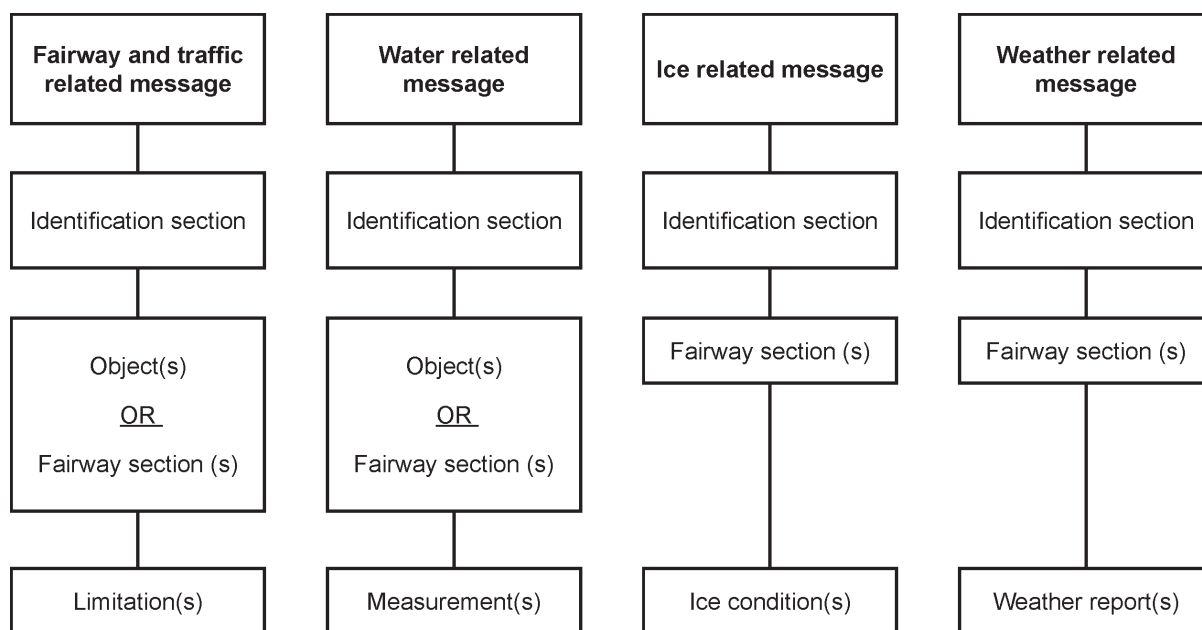 Fairway and traffic
related message
Water related
message
Ice related message
Weather related
message
Identification section
Identification section
Identification section
Identification section
Object(s)
OR
Fairway section (s)
Object(s)
OR
Fairway section (s)
Fairway section (s)
Fairway section (s)
Limitation(s)
Measurement(s)
Ice condition(s)
Weather report(s)